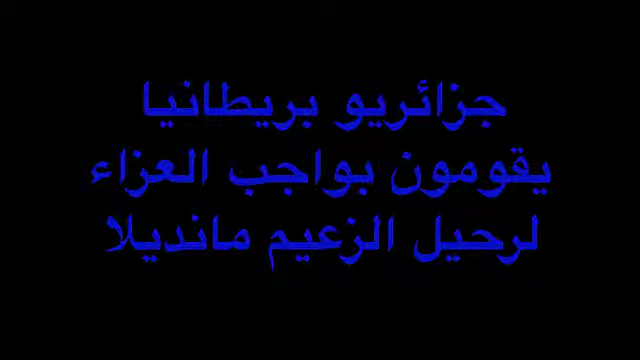 جزائريو بريطانيا
يقومون بواجب العزاء
لرحيل الزعيم مانديلا